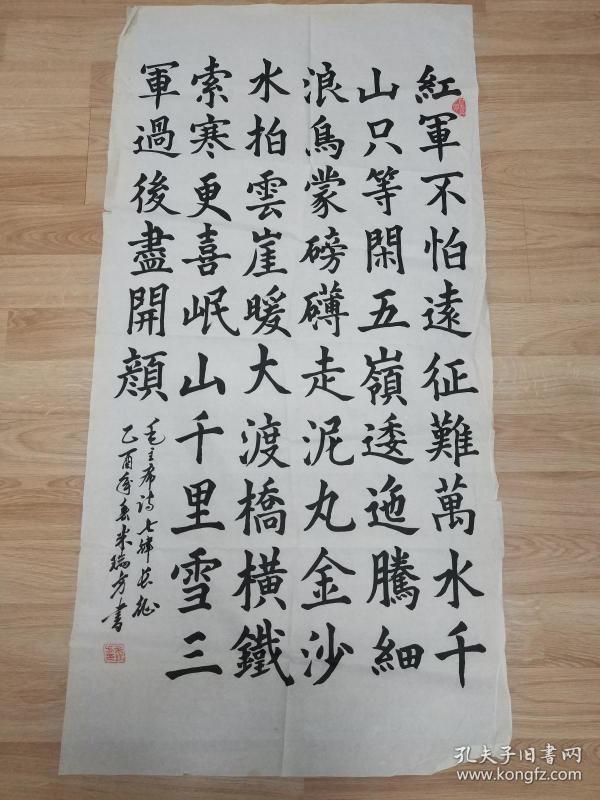 紅軍不怕遠征難萬水千
山只等閑五嶺逶迤騰細
浪烏蒙磅礴走泥丸金沙
水拍雲崖暖大渡橋橫鐵
索寒更喜岷山千里雪三
軍過後盡開顏
毛主席詩七律長征
乙酉年春米瑞方書
孔夫子旧書网
www.kongfz.com